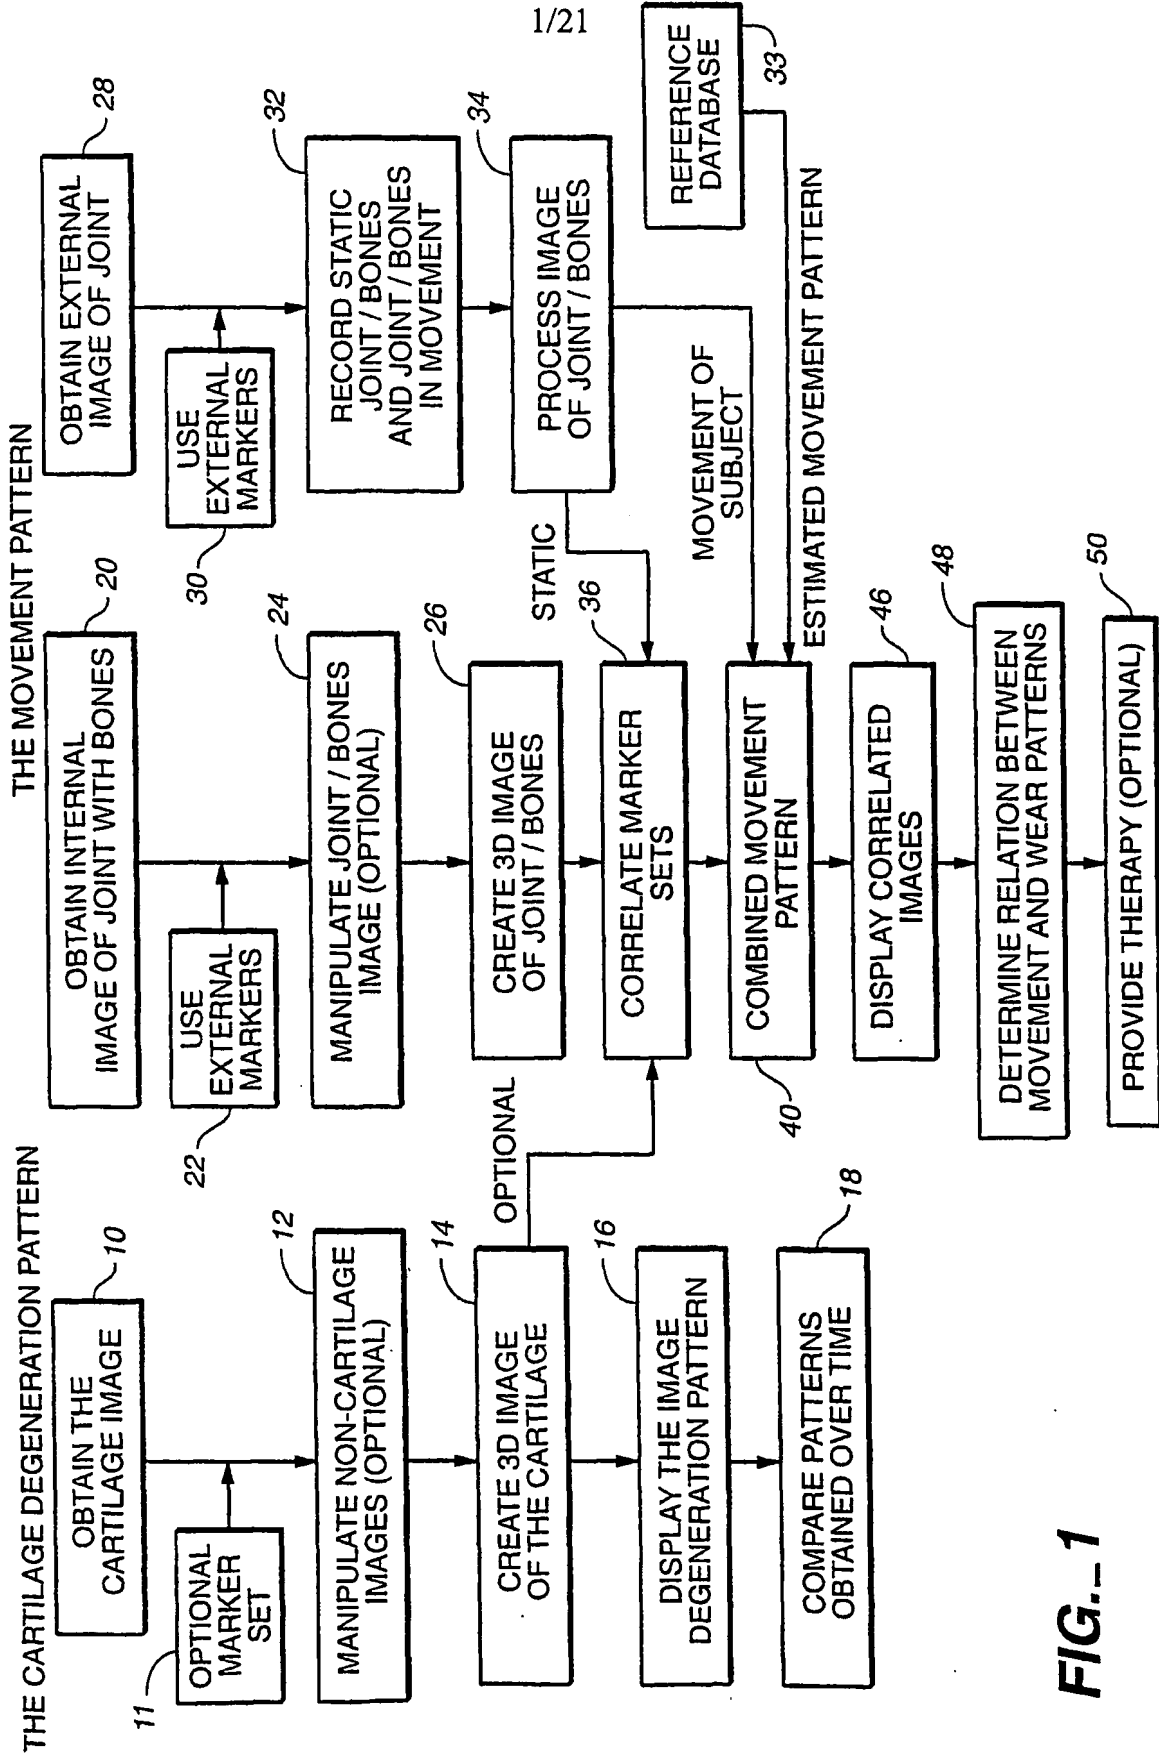 1/21
THE CARTILAGE DEGENERATION PATTERN
10
OBTAIN THE
CARTILAGE IMAGE
11
OPTIONAL
MARKER
SET
12
MANIPULATE NON-CARTILAGE
IMAGES (OPTIONAL)
14
CREATE 3D IMAGE
OF THE CARTILAGE
OPTIONAL
16
DISPLAY THE IMAGE
DEGENERATION PATTERN
18
COMPARE PATTERNS
OBTAINED OVER TIME
THE MOVEMENT PATTERN
20
OBTAIN INTERNAL
IMAGE OF JOINT WITH BONES
22
USE
EXTERNAL
MARKERS
24
MANIPULATE JOINT / BONES
IMAGE (OPTIONAL)
26
CREATE 3D IMAGE
OF JOINT / BONES
36
CORRELATE MARKER
SETS
40
COMBINED MOVEMENT
PATTERN
46
DISPLAY CORRELATED
IMAGES
48
DETERMINE RELATION BETWEEN
MOVEMENT AND WEAR PATTERNS
50
PROVIDE THERAPY (OPTIONAL)
28
OBTAIN EXTERNAL
IMAGE OF JOINT
30
USE
EXTERNAL
MARKERS
32
RECORD STATIC
JOINT / BONES
AND JOINT / BONES
IN MOVEMENT
34
PROCESS IMAGE
OF JOINT / BONES
STATIC
MOVEMENT OF
SUBJECT
REFERENCE
DATABASE
33
ESTIMATED MOVEMENT PATTERN
FIG._1